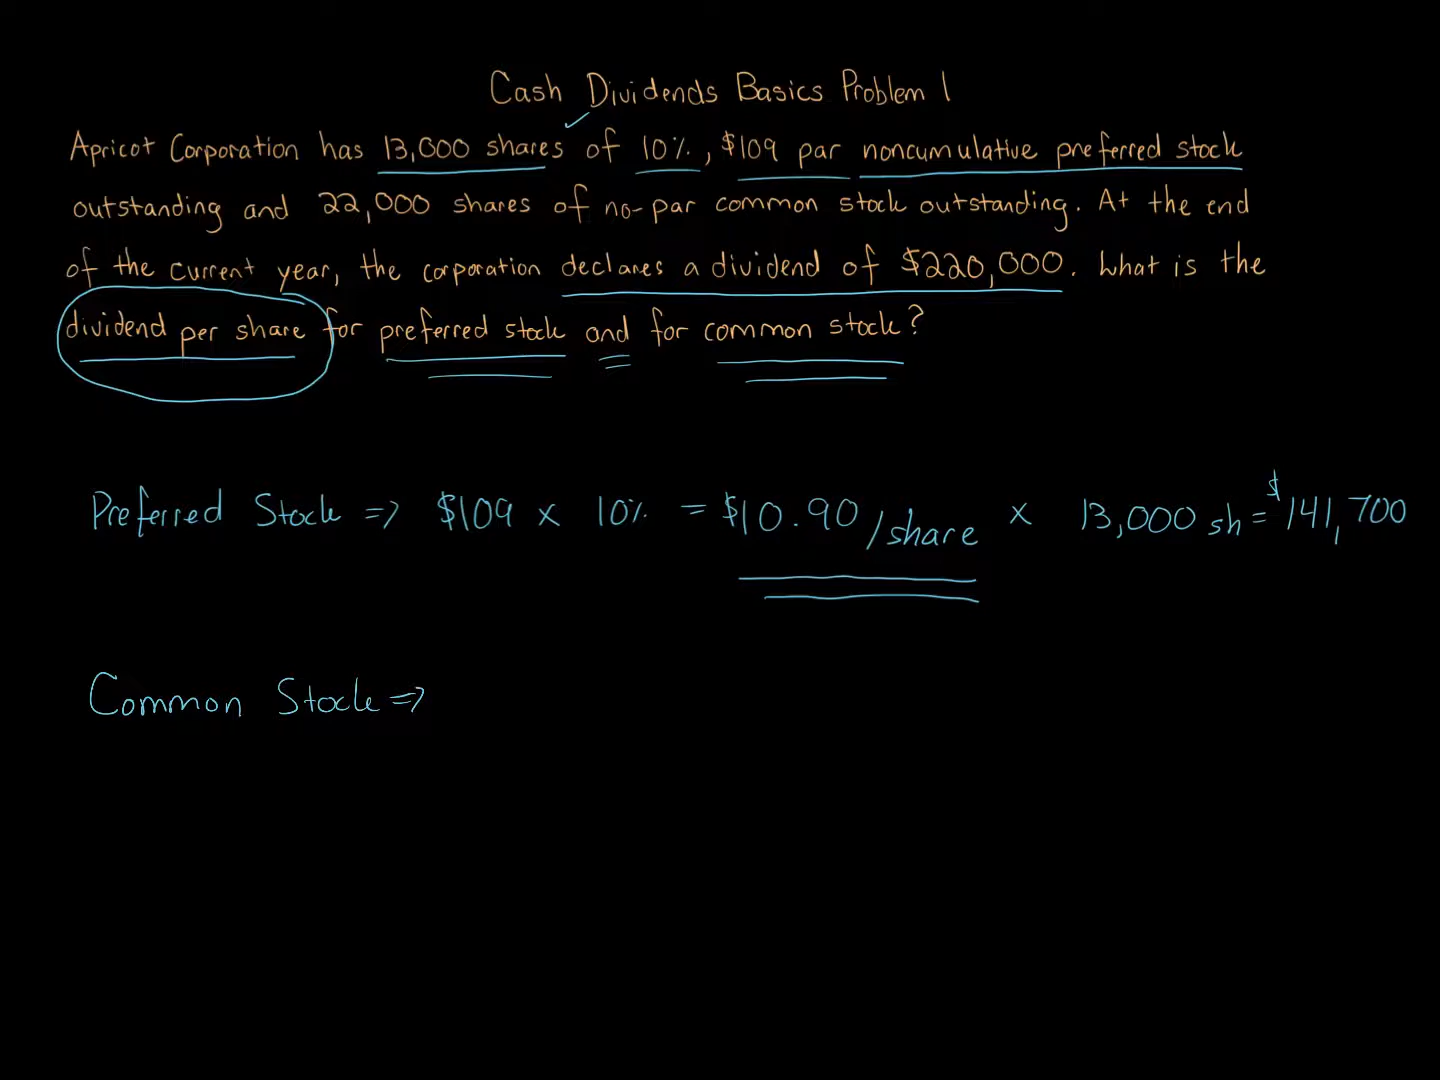 Cash Dividends Basics Problem 1
Apricot Corporation has 13,000 shares of 10%, $109 par noncumulative preferred stock
outstanding and 22,000 shares of no-par common stock outstanding. At the end
of the current year, the corporation declares a dividend of $220,000. What is the
dividend per share for preferred stock and for common stock?
Preferred Stock => $109 x 10% = $10.90/share x 13,000 sh = $141,700
Common Stock =>